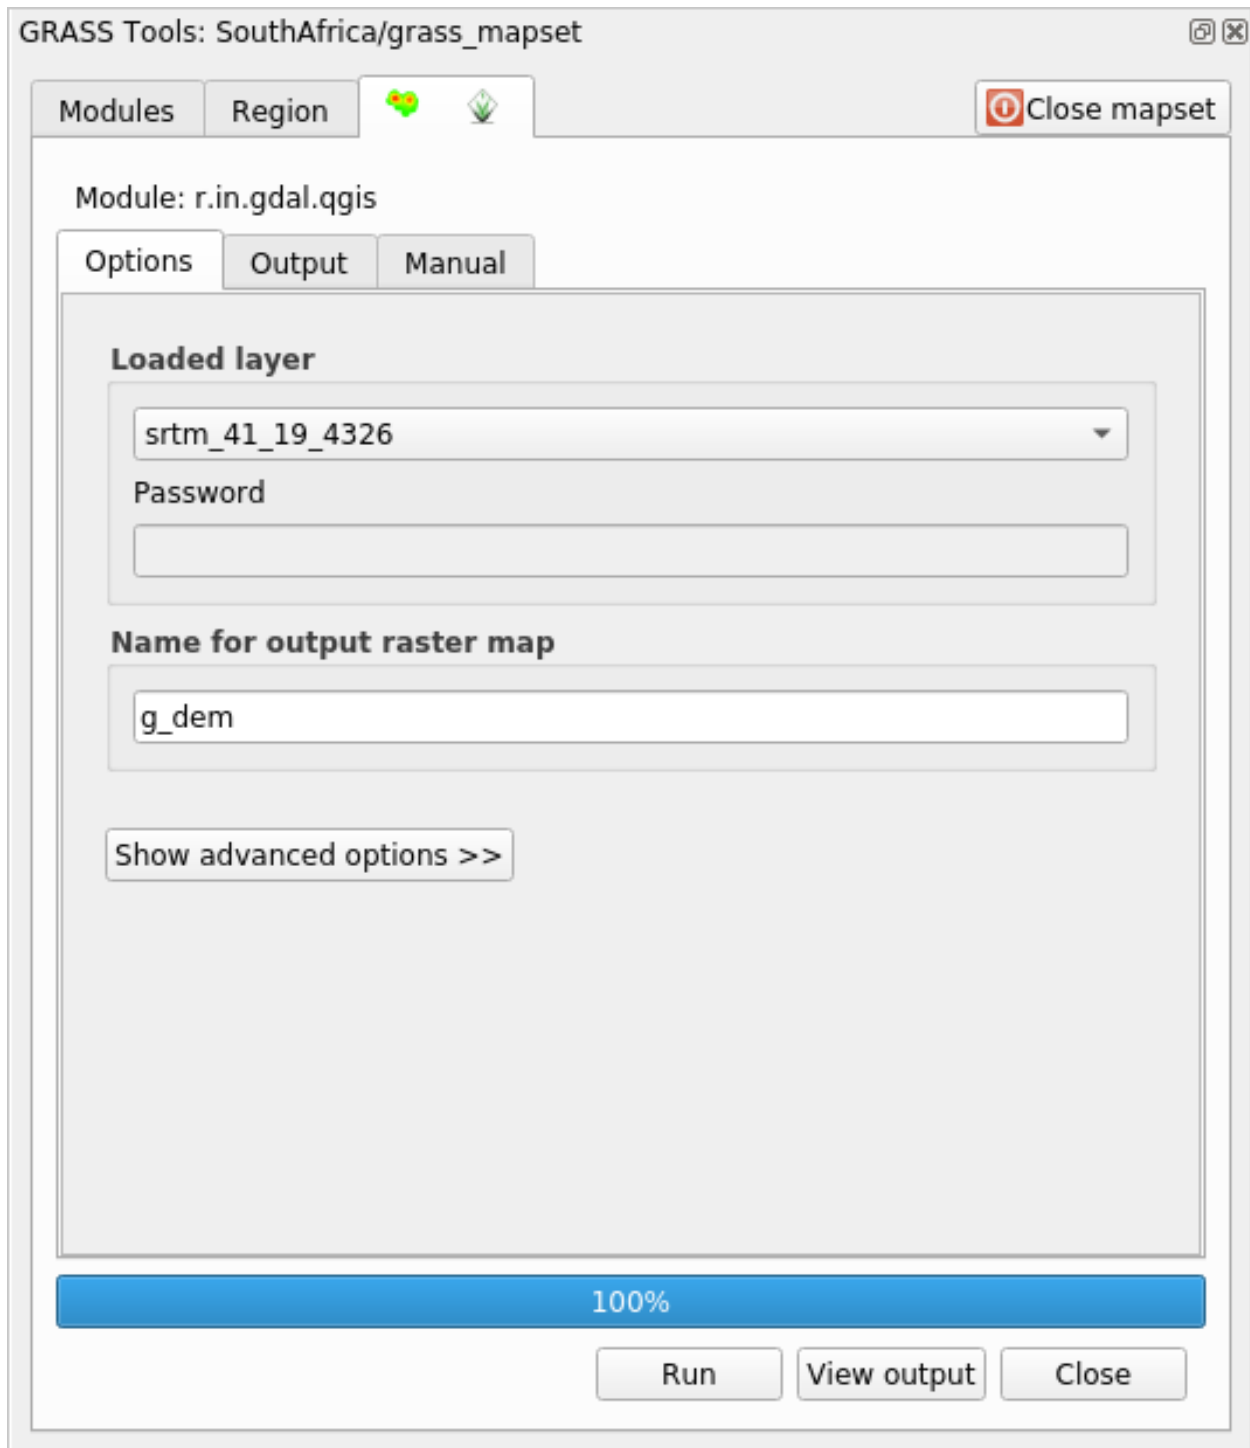 GRASS Tools: SouthAfrica/grass_mapset
Modules Region Close mapset
Module: r.in.gdal.qgis
Options Output Manual
Loaded layer
srtm_41_19_4326
Password
Name for output raster map
g_dem
Show advanced options >>
100%
Run View output Close